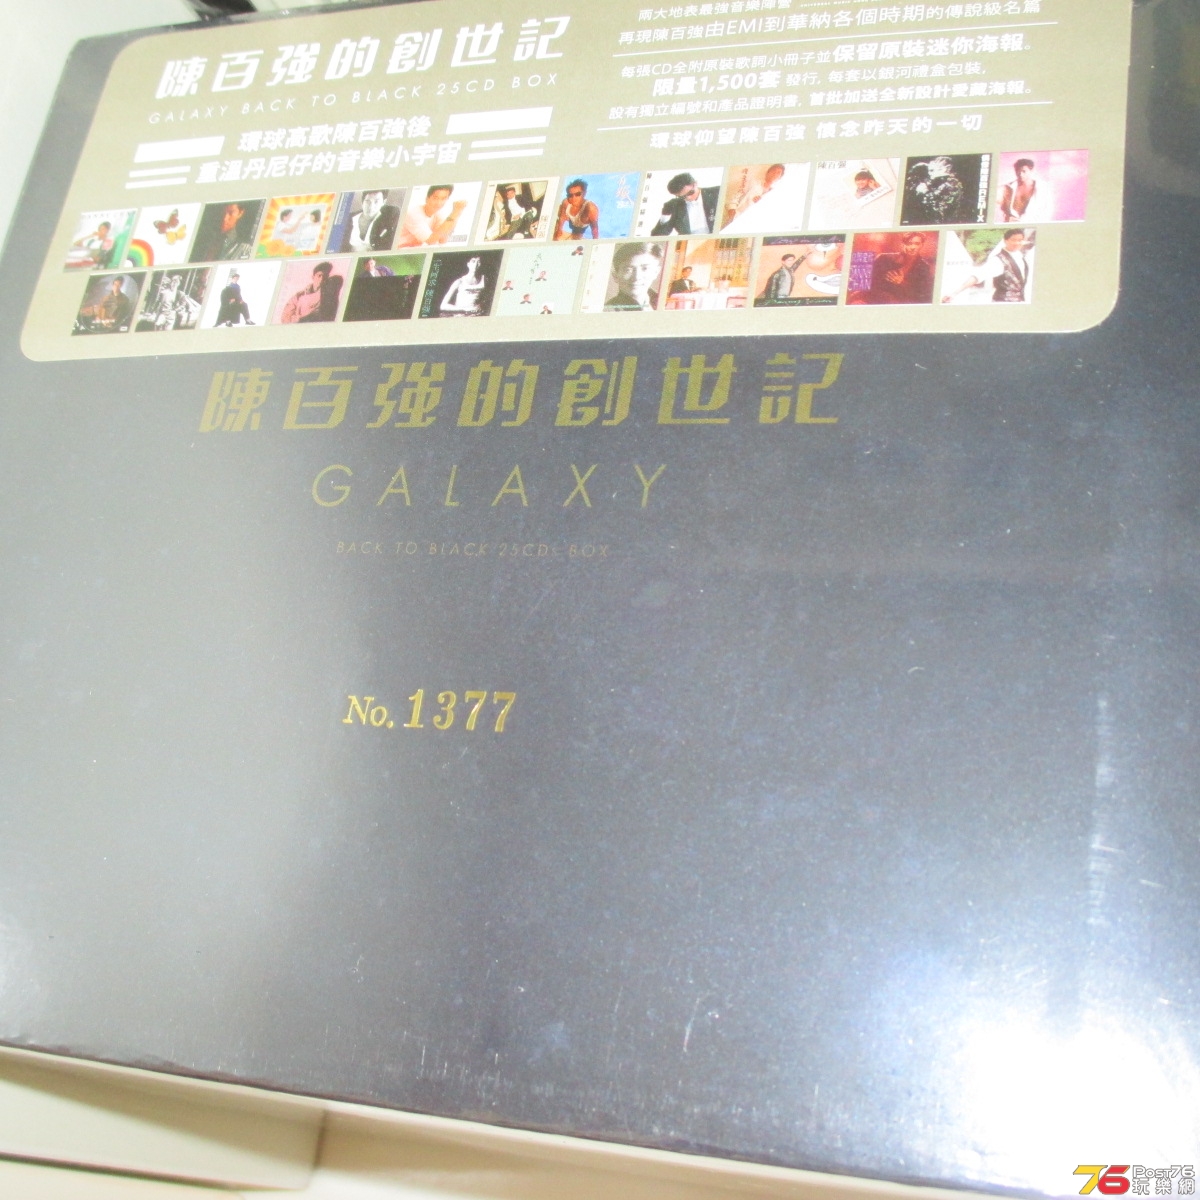 陳百強的創世記
GALAXY BACK TO BLACK 25CD BOX
環球高歌陳百強後
重溫丹尼仔的音樂小宇宙
兩大地表最強音樂陣營
再現陳百強由EMI到華納各個時期的傳說級名篇
每張CD全附原裝歌詞小冊子並保留原裝迷你海報。
限量1,500套 發行, 每套以銀河禮盒包裝,
設有獨立編號和產品證明書, 首批加送全新設計愛藏海報。
環球仰望陳百強 懷念昨天的一切
陳百強的創世記
GALAXY
BACK TO BLACK 25CDs BOX
No. 1377
76 Post76
玩樂網